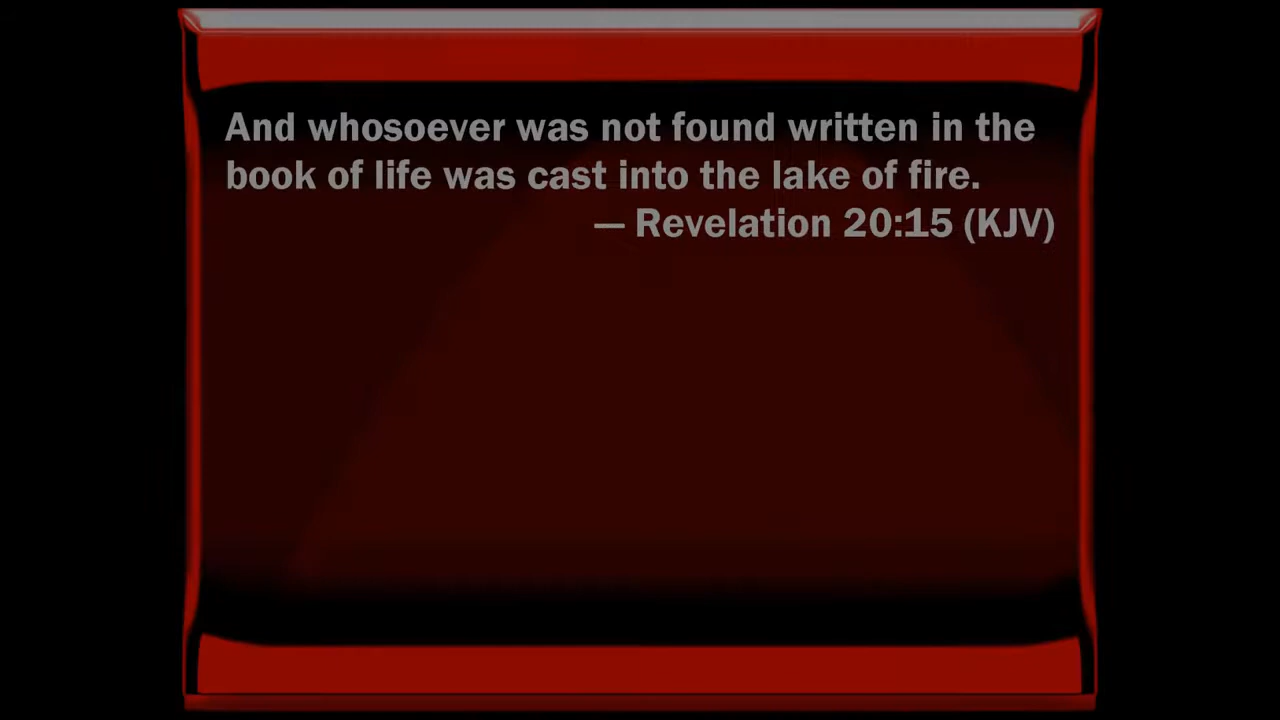 And whosoever was not found written in the
book of life was cast into the lake of fire.
— Revelation 20:15 (KJV)